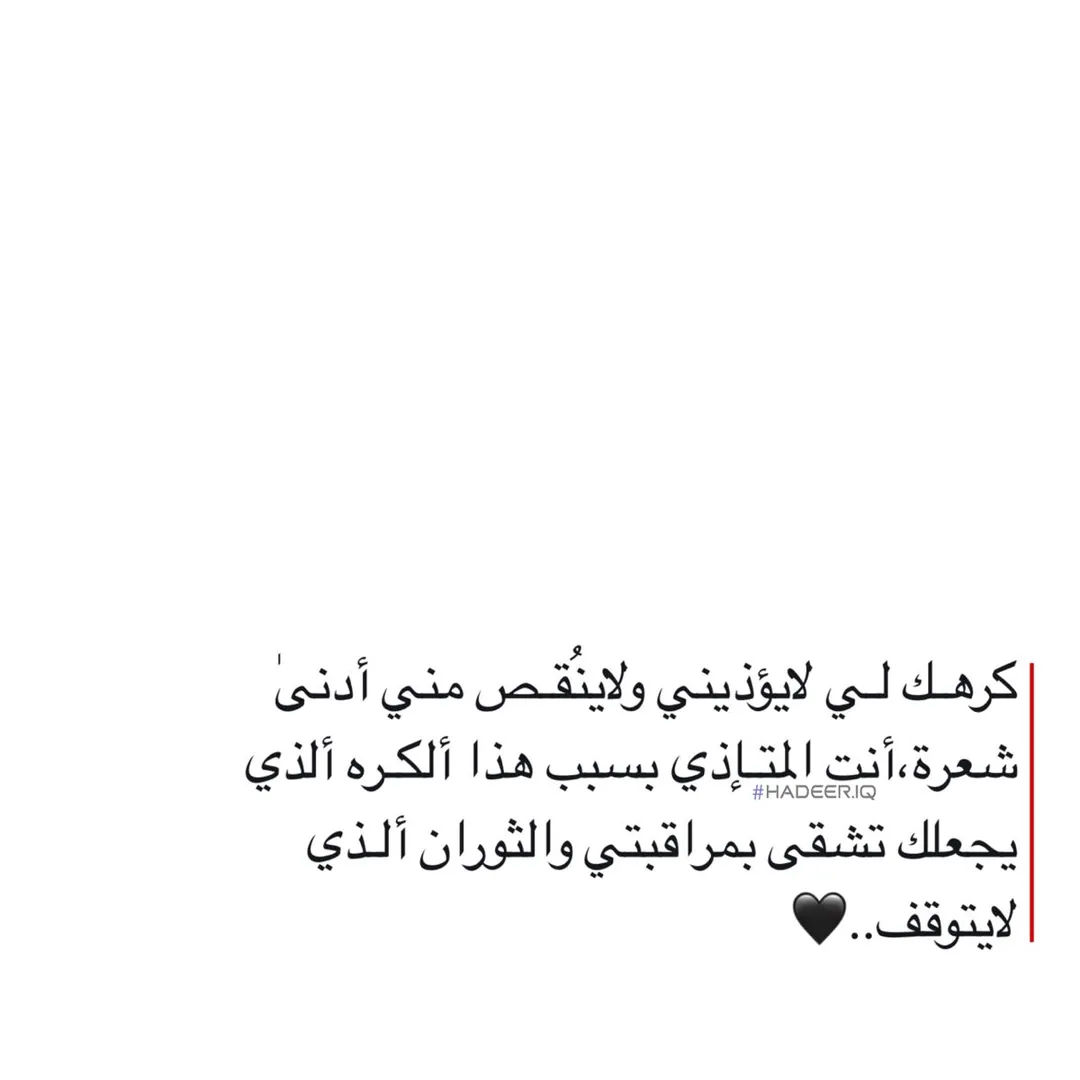 كرهـك لـي لايؤذيني ولاينُقـص مني أدنىٰ
شعرة،أنت المتـإذي بسبب هذا ألكره ألذي
#HADEER.IQ
يجعلك تشقى بمراقبتي والثوران ألـذي
لايتوقف..🖤